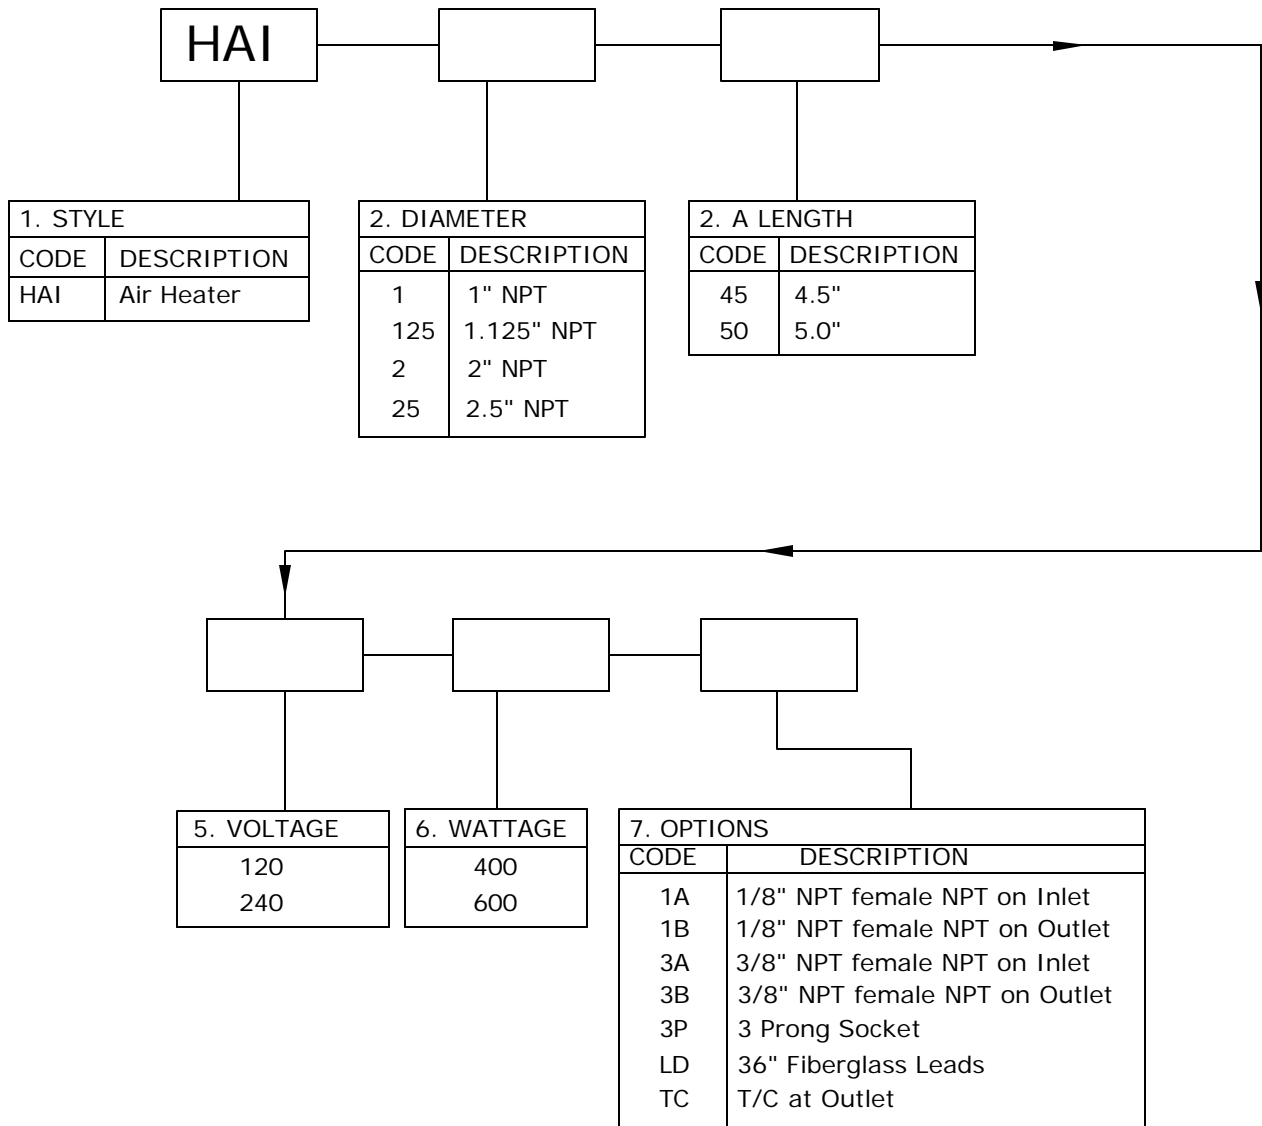 HAI
1. STYLE
CODE DESCRIPTION
HAI Air Heater
2. DIAMETER
CODE DESCRIPTION
1 1" NPT
125 1.125" NPT
2 2" NPT
25 2.5" NPT
2. A LENGTH
CODE DESCRIPTION
45 4.5"
50 5.0"
5. VOLTAGE
120
240
6. WATTAGE
400
600
7. OPTIONS
CODE DESCRIPTION
1A 1/8" NPT female NPT on Inlet
1B 1/8" NPT female NPT on Outlet
3A 3/8" NPT female NPT on Inlet
3B 3/8" NPT female NPT on Outlet
3P 3 Prong Socket
LD 36" Fiberglass Leads
TC T/C at Outlet